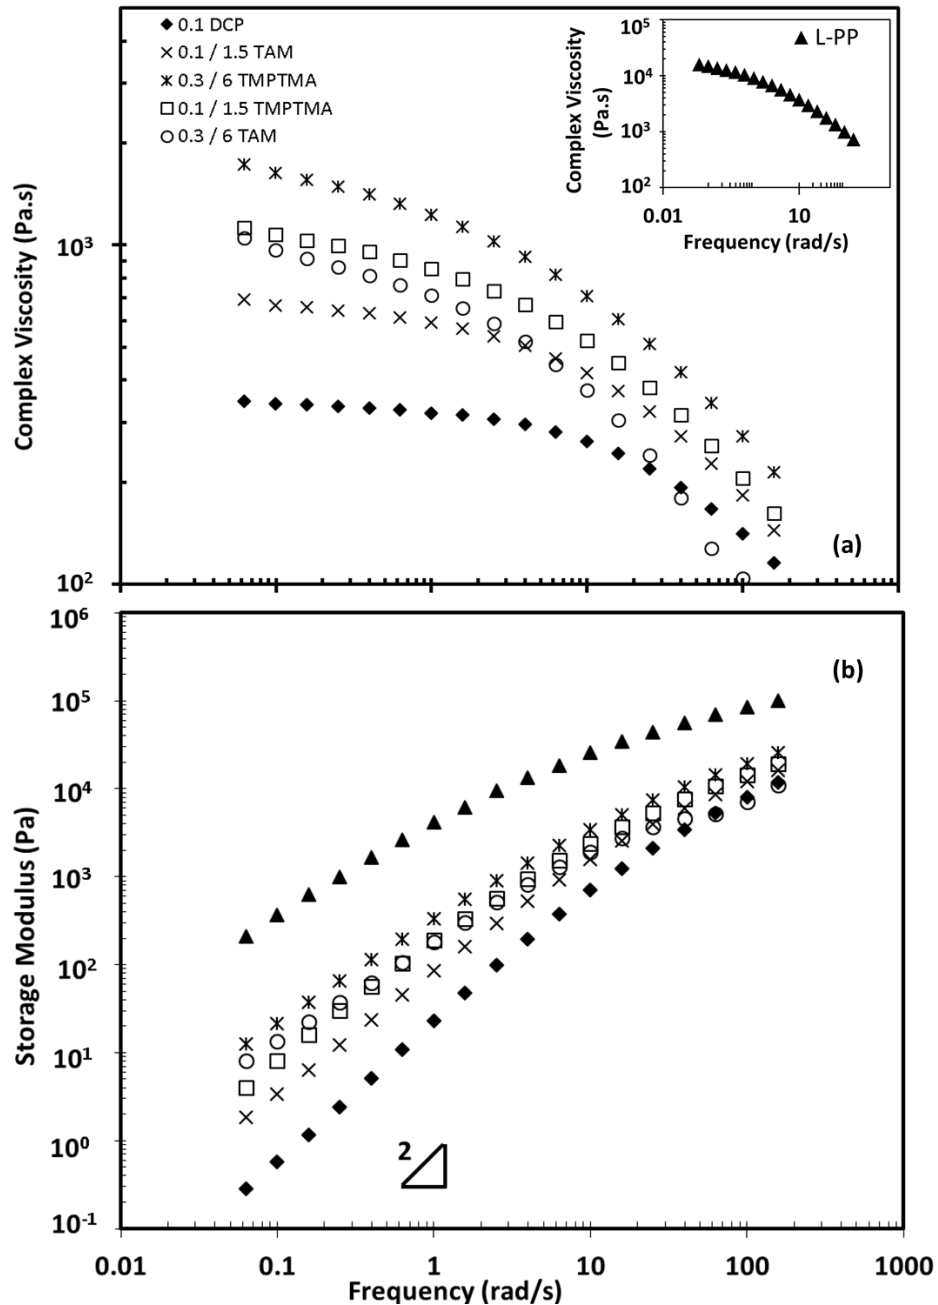 0.1 DCP
0.1 / 1.5 TAM
0.3 / 6 TMPTMA
0.1 / 1.5 TMPTMA
0.3 / 6 TAM
Complex Viscosity (Pa.s)
10³
10²
(a)
Complex Viscosity
(Pa.s)
10⁵
10⁴
10³
10²
L-PP
0.01
10
Frequency (rad/s)
Storage Modulus (Pa)
10⁶
10⁵
10⁴
10³
10²
10¹
10⁰
10⁻¹
(b)
2
0.01
0.1
1
10
100
1000
Frequency (rad/s)